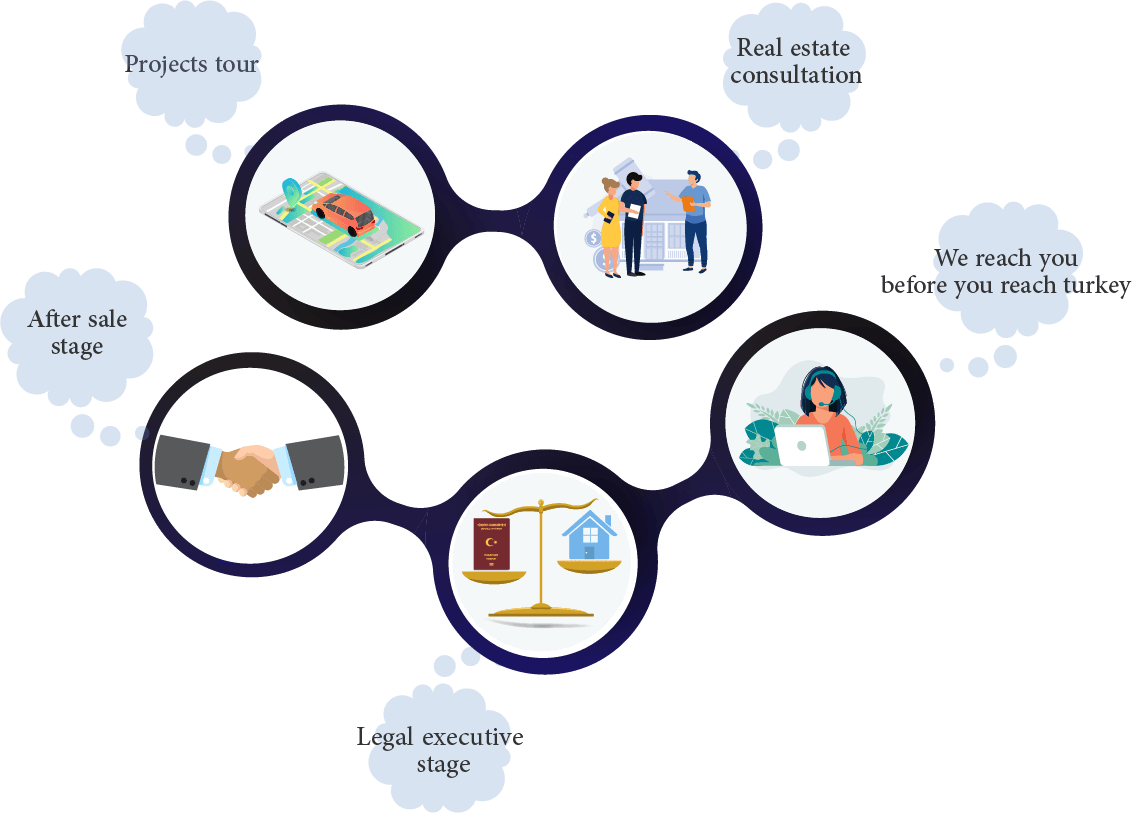 Projects tour
Real estate
consultation
We reach you
before you reach turkey
After sale
stage
Legal executive
stage